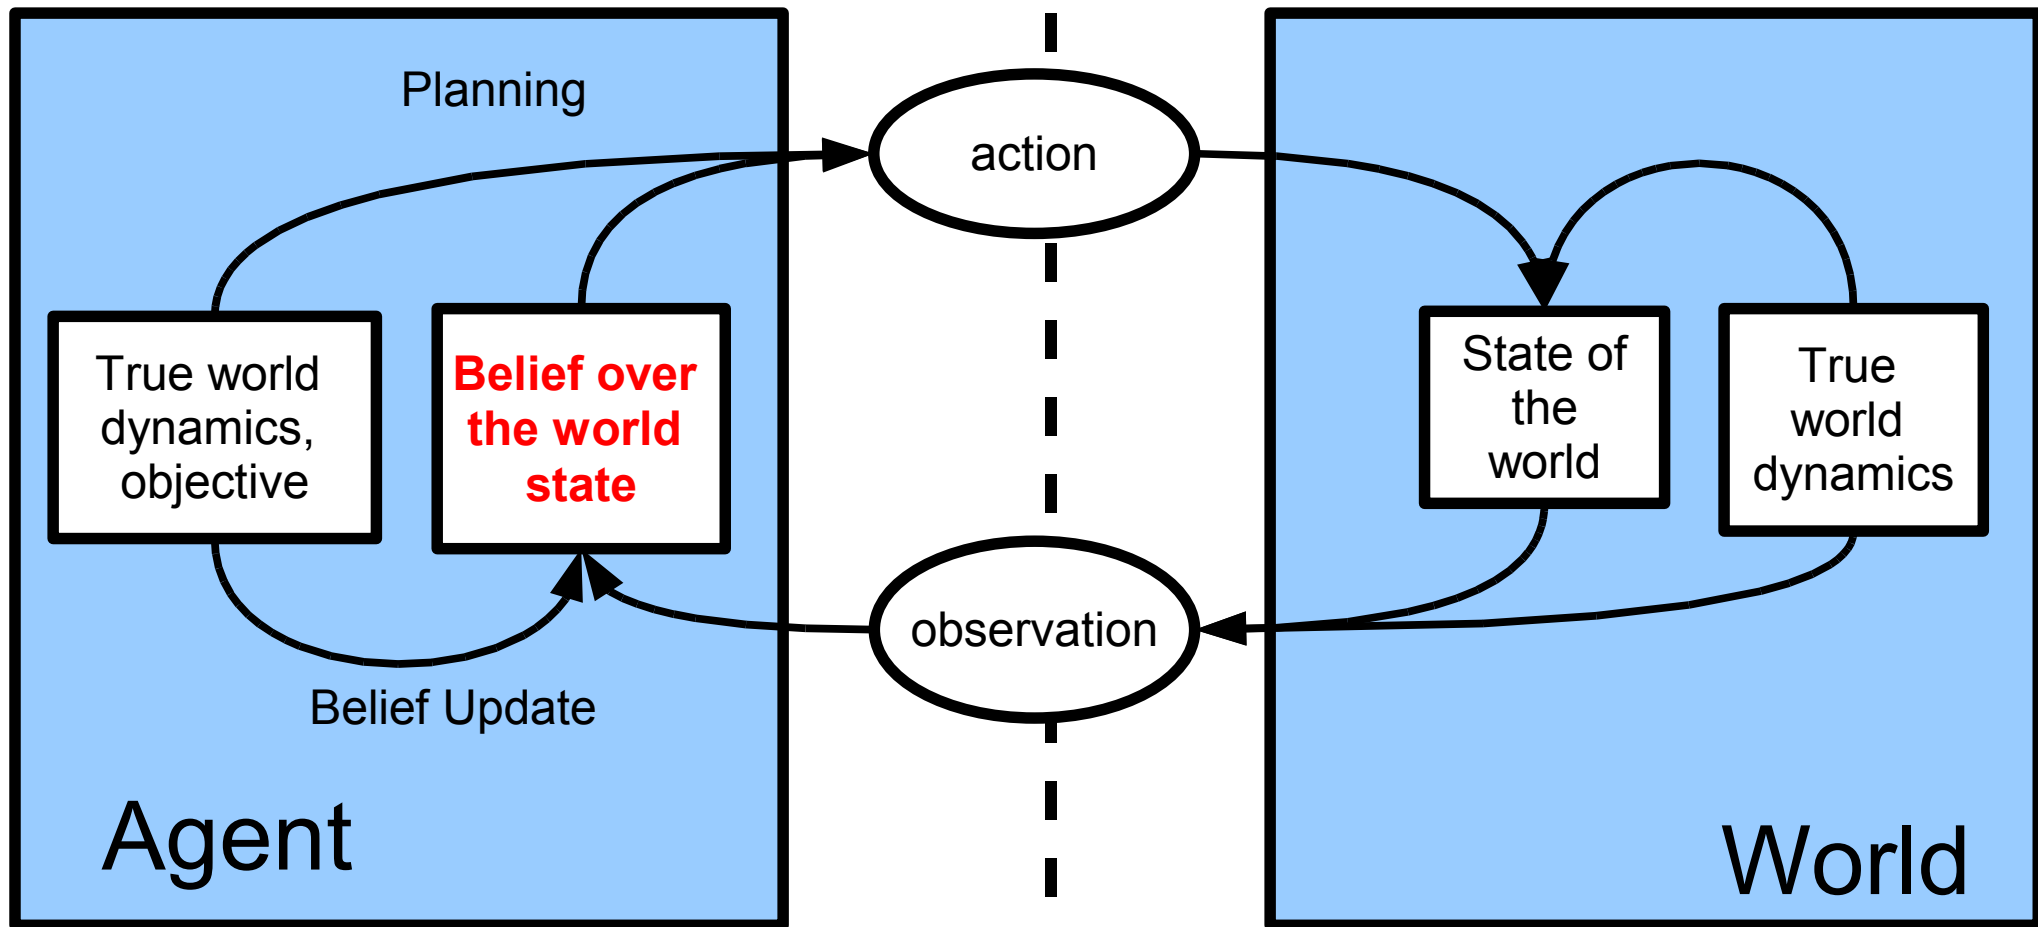 Planning
action
True world
dynamics,
objective
Belief over
the world
state
State of
the
world
True
world
dynamics
observation
Belief Update
Agent
World